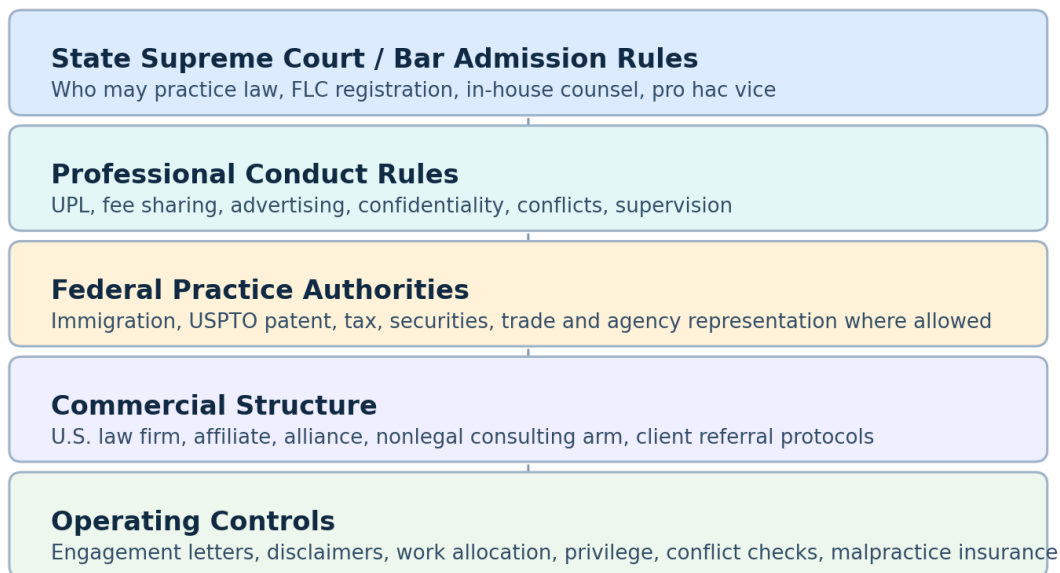 State Supreme Court / Bar Admission Rules
Who may practice law, FLC registration, in-house counsel, pro hac vice
Professional Conduct Rules
UPL, fee sharing, advertising, confidentiality, conflicts, supervision
Federal Practice Authorities
Immigration, USPTO patent, tax, securities, trade and agency representation where allowed
Commercial Structure
U.S. law firm, affiliate, alliance, nonlegal consulting arm, client referral protocols
Operating Controls
Engagement letters, disclaimers, work allocation, privilege, conflict checks, malpractice insurance